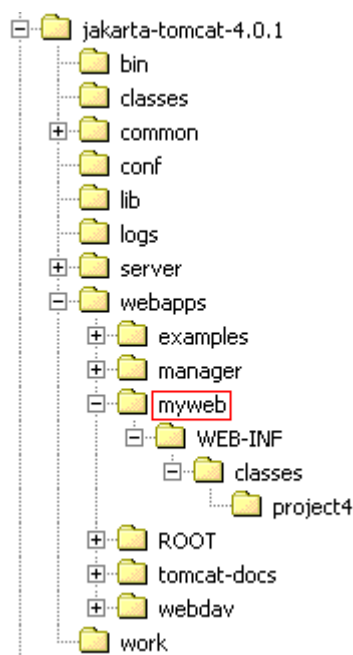 jakarta-tomcat-4.0.1
bin
classes
common
conf
lib
logs
server
webapps
examples
manager
myweb
WEB-INF
classes
project4
ROOT
tomcat-docs
webdav
work